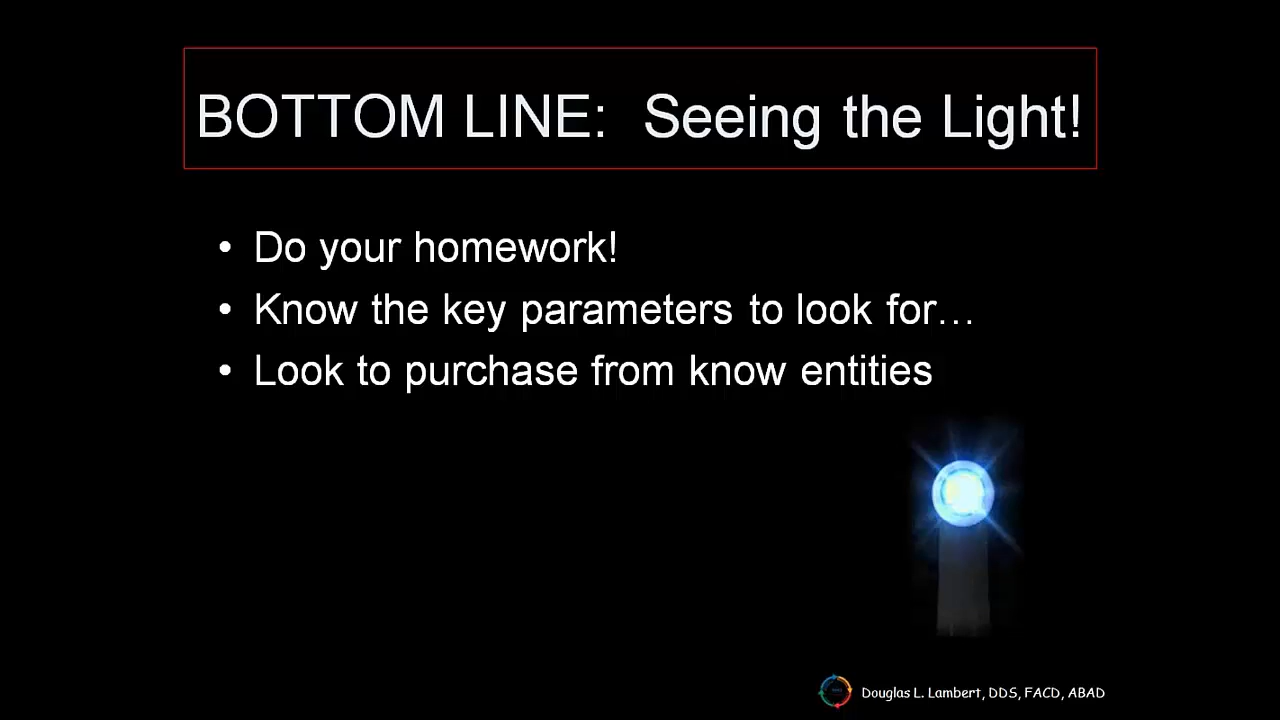 BOTTOM LINE:  Seeing the Light!
• Do your homework!
• Know the key parameters to look for…
• Look to purchase from know entities
Douglas L. Lambert, DDS, FACD, ABAD